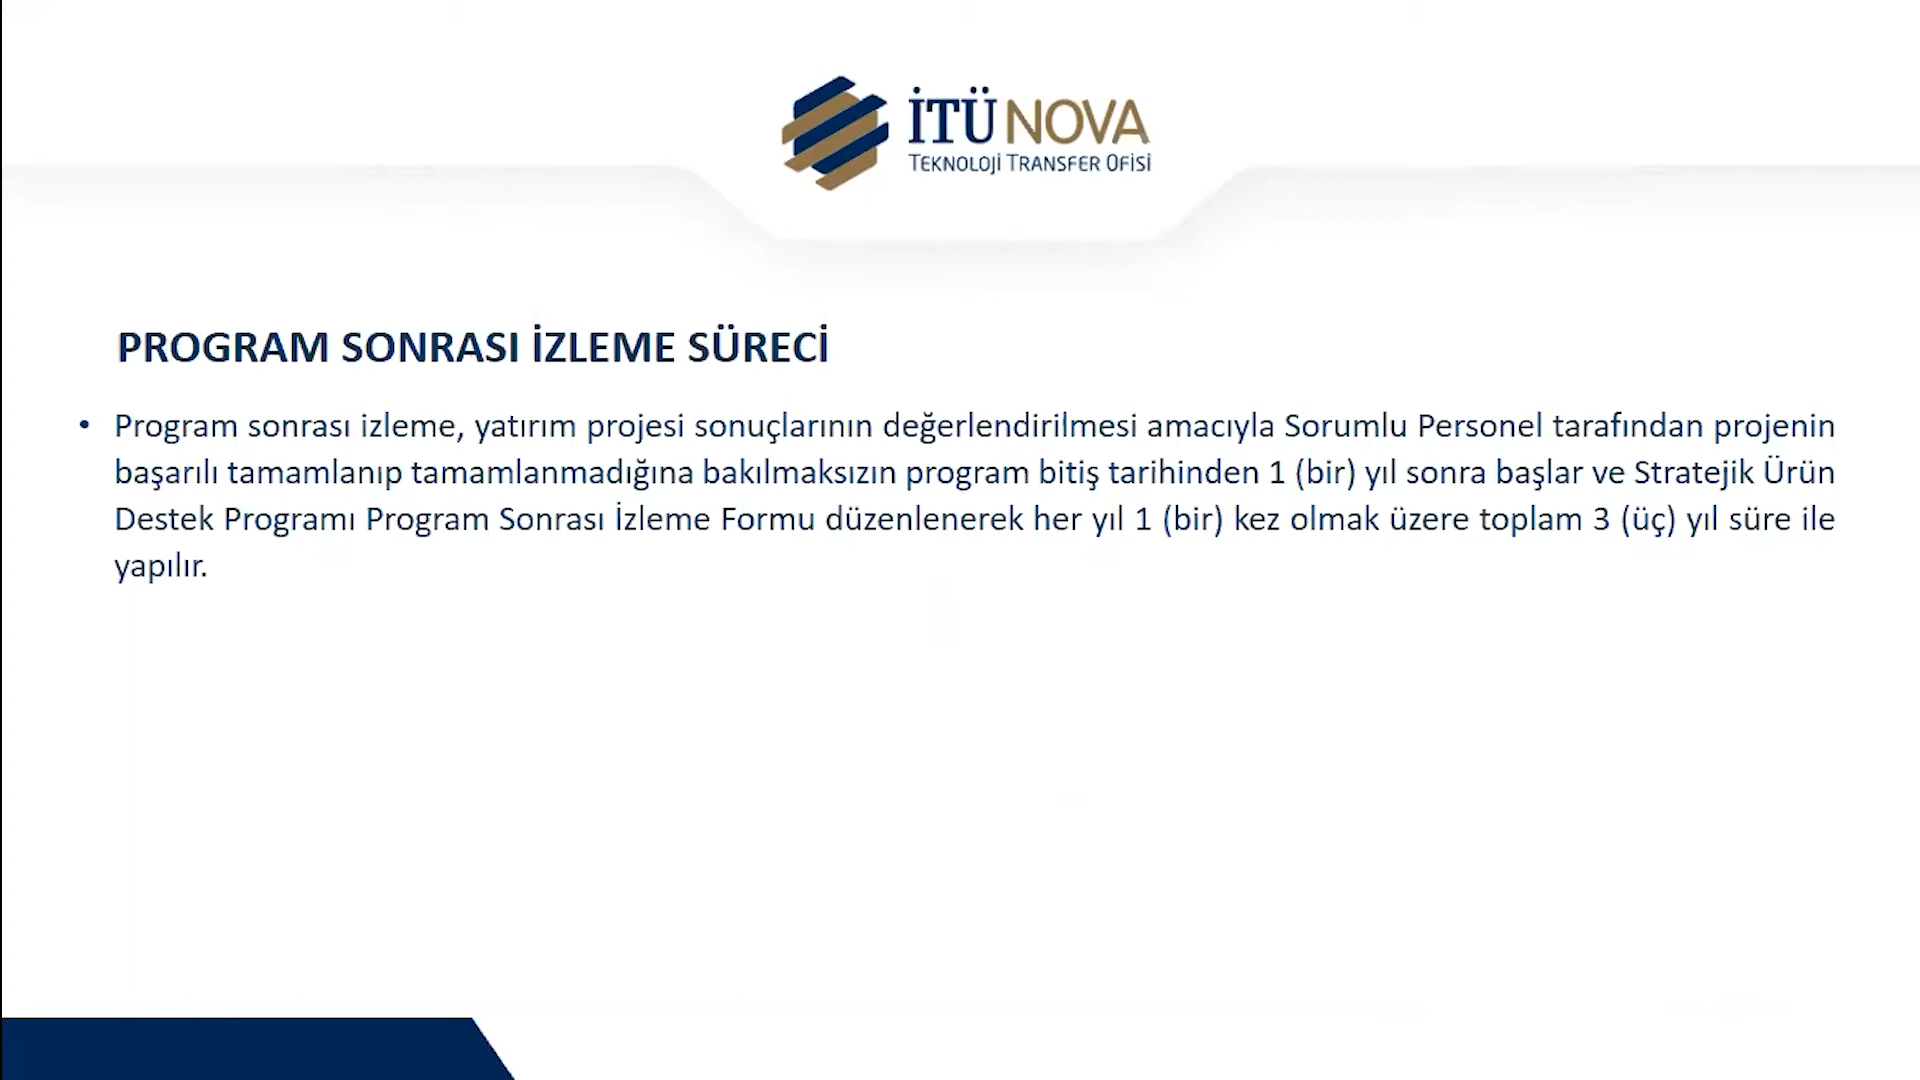 İTÜNOVA
TEKNOLOJİ TRANSFER OFİSİ
PROGRAM SONRASI İZLEME SÜRECİ
• Program sonrası izleme, yatırım projesi sonuçlarının değerlendirilmesi amacıyla Sorumlu Personel tarafından projenin
başarılı tamamlanıp tamamlanmadığına bakılmaksızın program bitiş tarihinden 1 (bir) yıl sonra başlar ve Stratejik Ürün
Destek Programı Program Sonrası İzleme Formu düzenlenerek her yıl 1 (bir) kez olmak üzere toplam 3 (üç) yıl süre ile
yapılır.